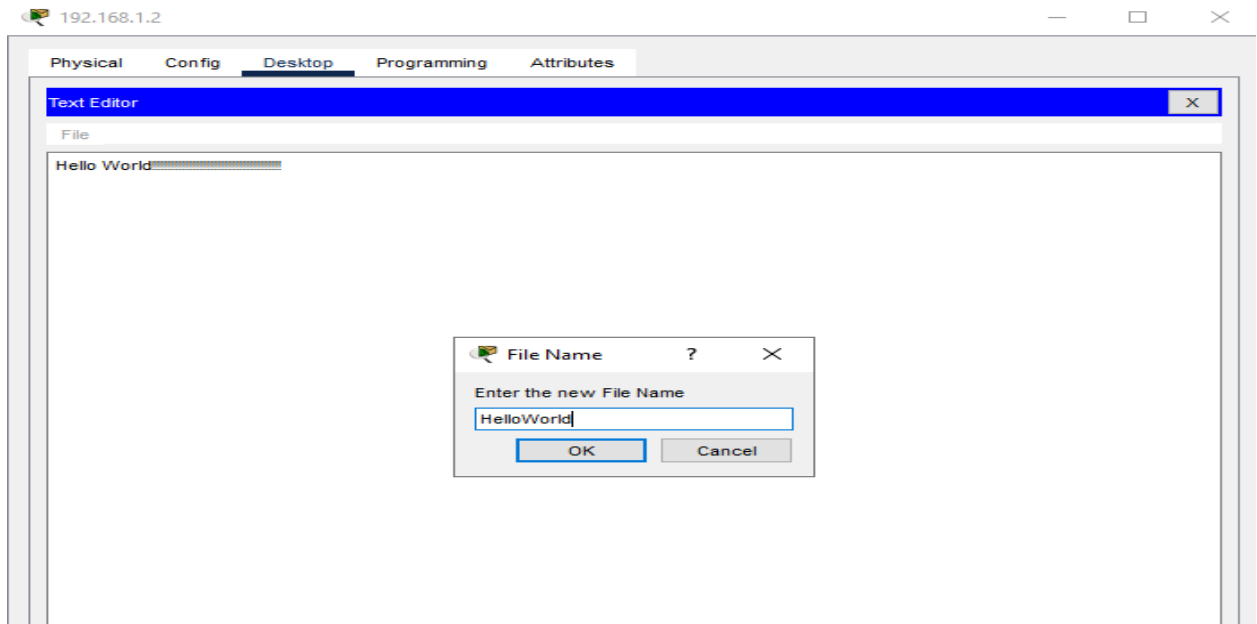 192.168.1.2
Physical Config Desktop Programming Attributes
Text Editor X
File
Hello World
File Name ?
Enter the new File Name
HelloWorld
OK Cancel